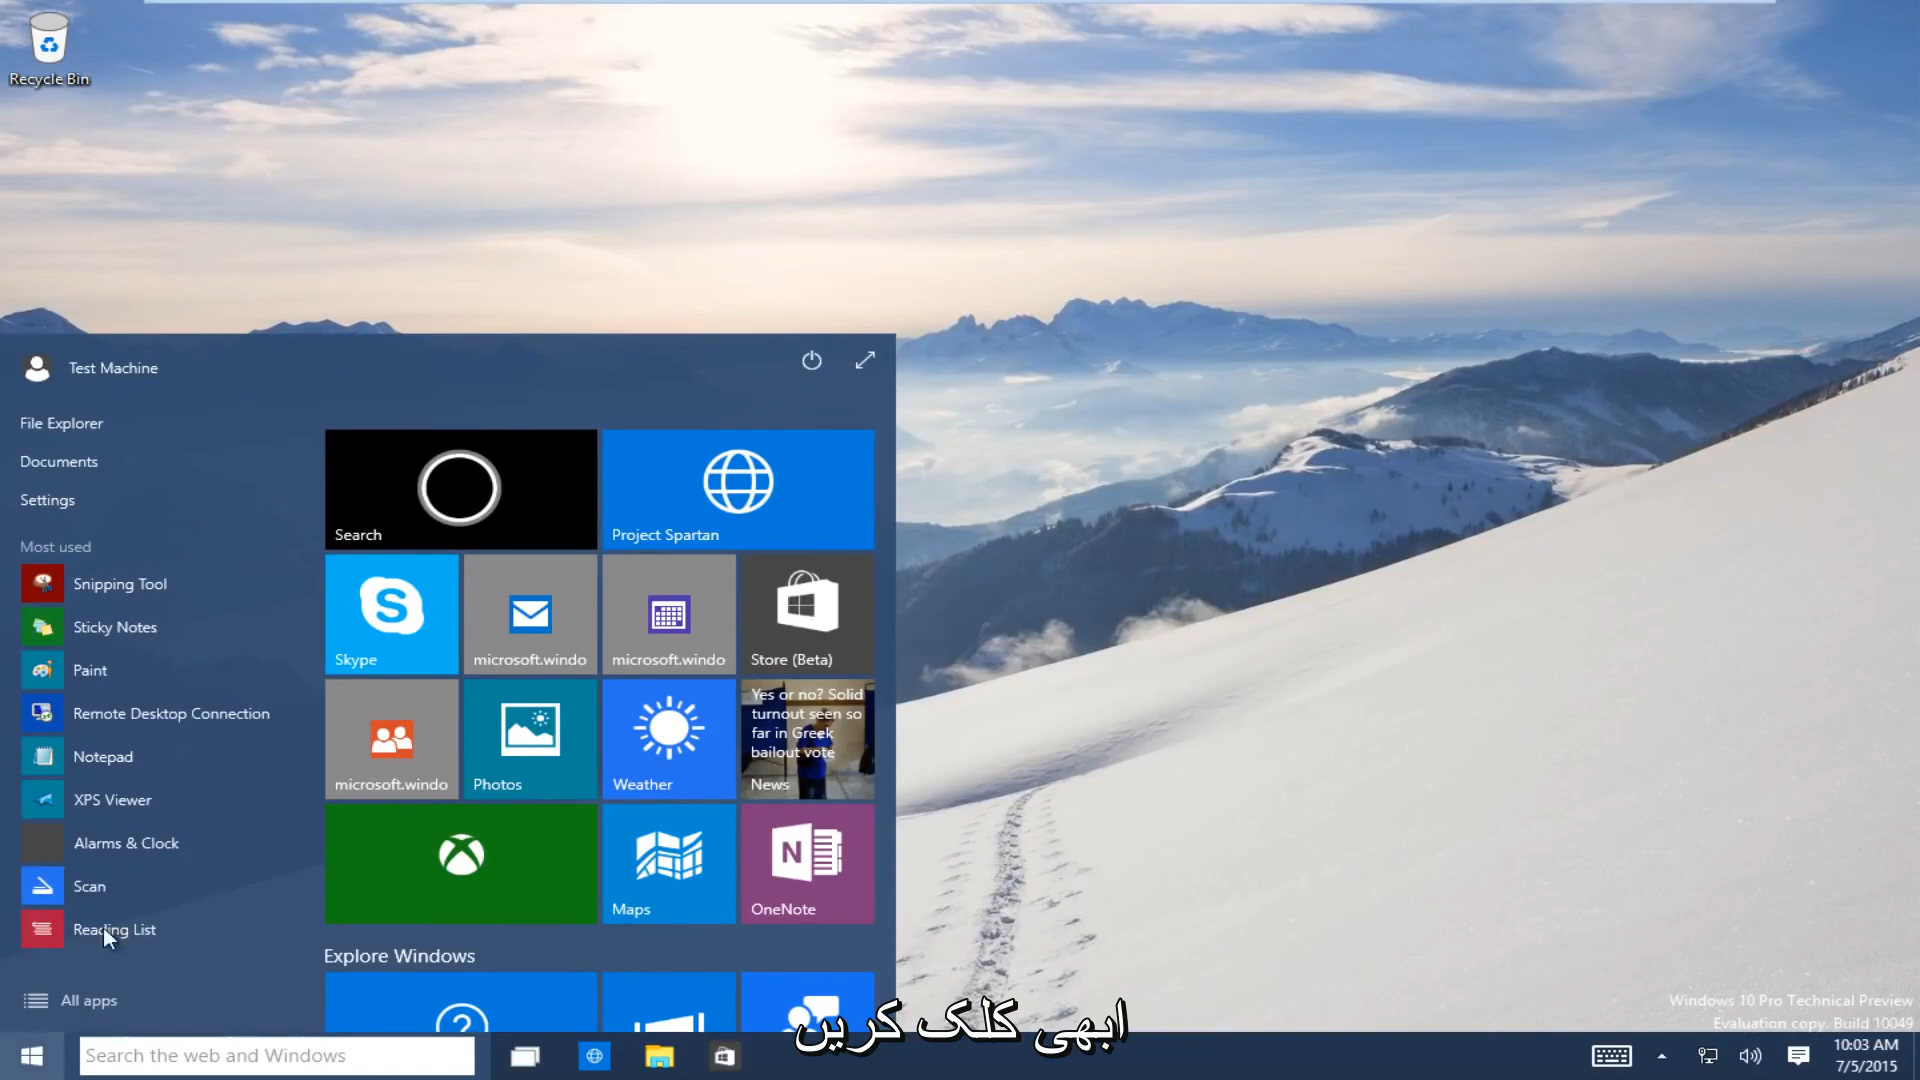 Recycle Bin
Test Machine
File Explorer
Documents
Settings
Most used
Snipping Tool
Sticky Notes
Paint
Remote Desktop Connection
Notepad
XPS Viewer
Alarms & Clock
Scan
Reading List
All apps
Search
Project Spartan
Skype
microsoft.windo
microsoft.windo
Store (Beta)
microsoft.windo
Photos
Weather
Yes or no? Solid
turnout seen so
far in Greek
bailout vote
News
Maps
N
OneNote
Explore Windows
ابھی کلک کریں
Windows 10 Pro Technical Preview
Evaluation copy. Build 10049
Search the web and Windows
10:03 AM
7/5/2015